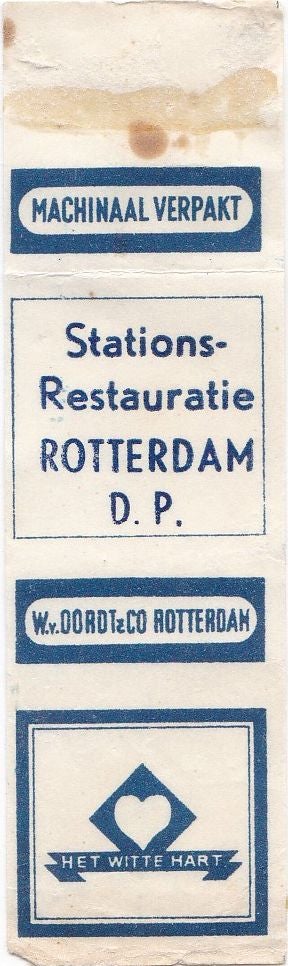 MACHINAAL VERPAKT
Stations-
Restauratie
ROTTERDAM
D. P.
W.v.OORDT&CO ROTTERDAM
HET WITTE HART